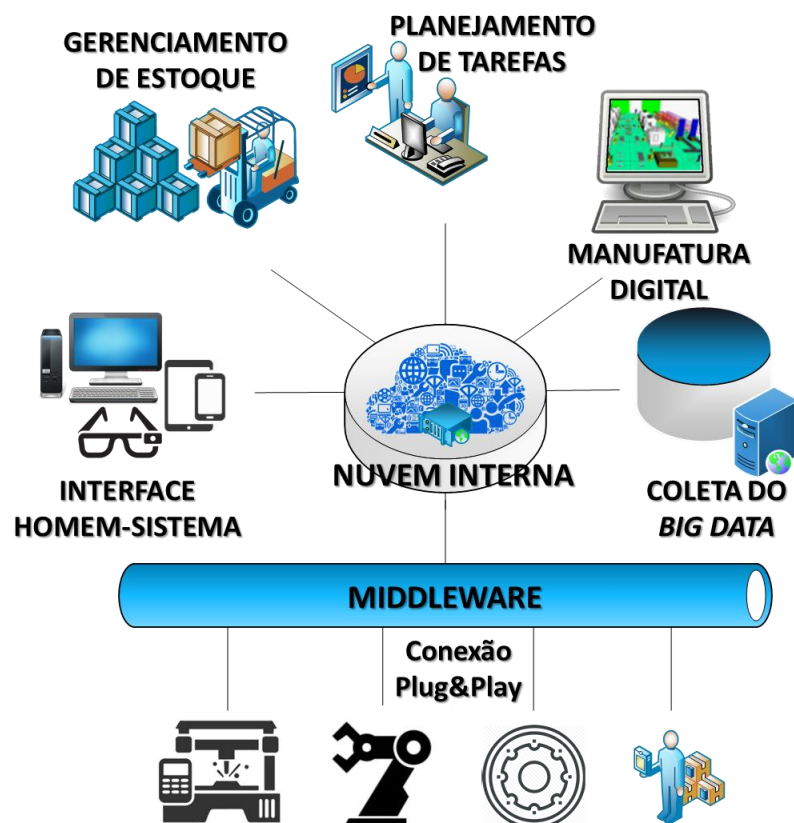 GERENCIAMENTO
DE ESTOQUE
PLANEJAMENTO
DE TAREFAS
MANUFATURA
DIGITAL
INTERFACE
HOMEM-SISTEMA
NUVEM INTERNA
COLETA DO
BIG DATA
MIDDLEWARE
Conexão
Plug&Play